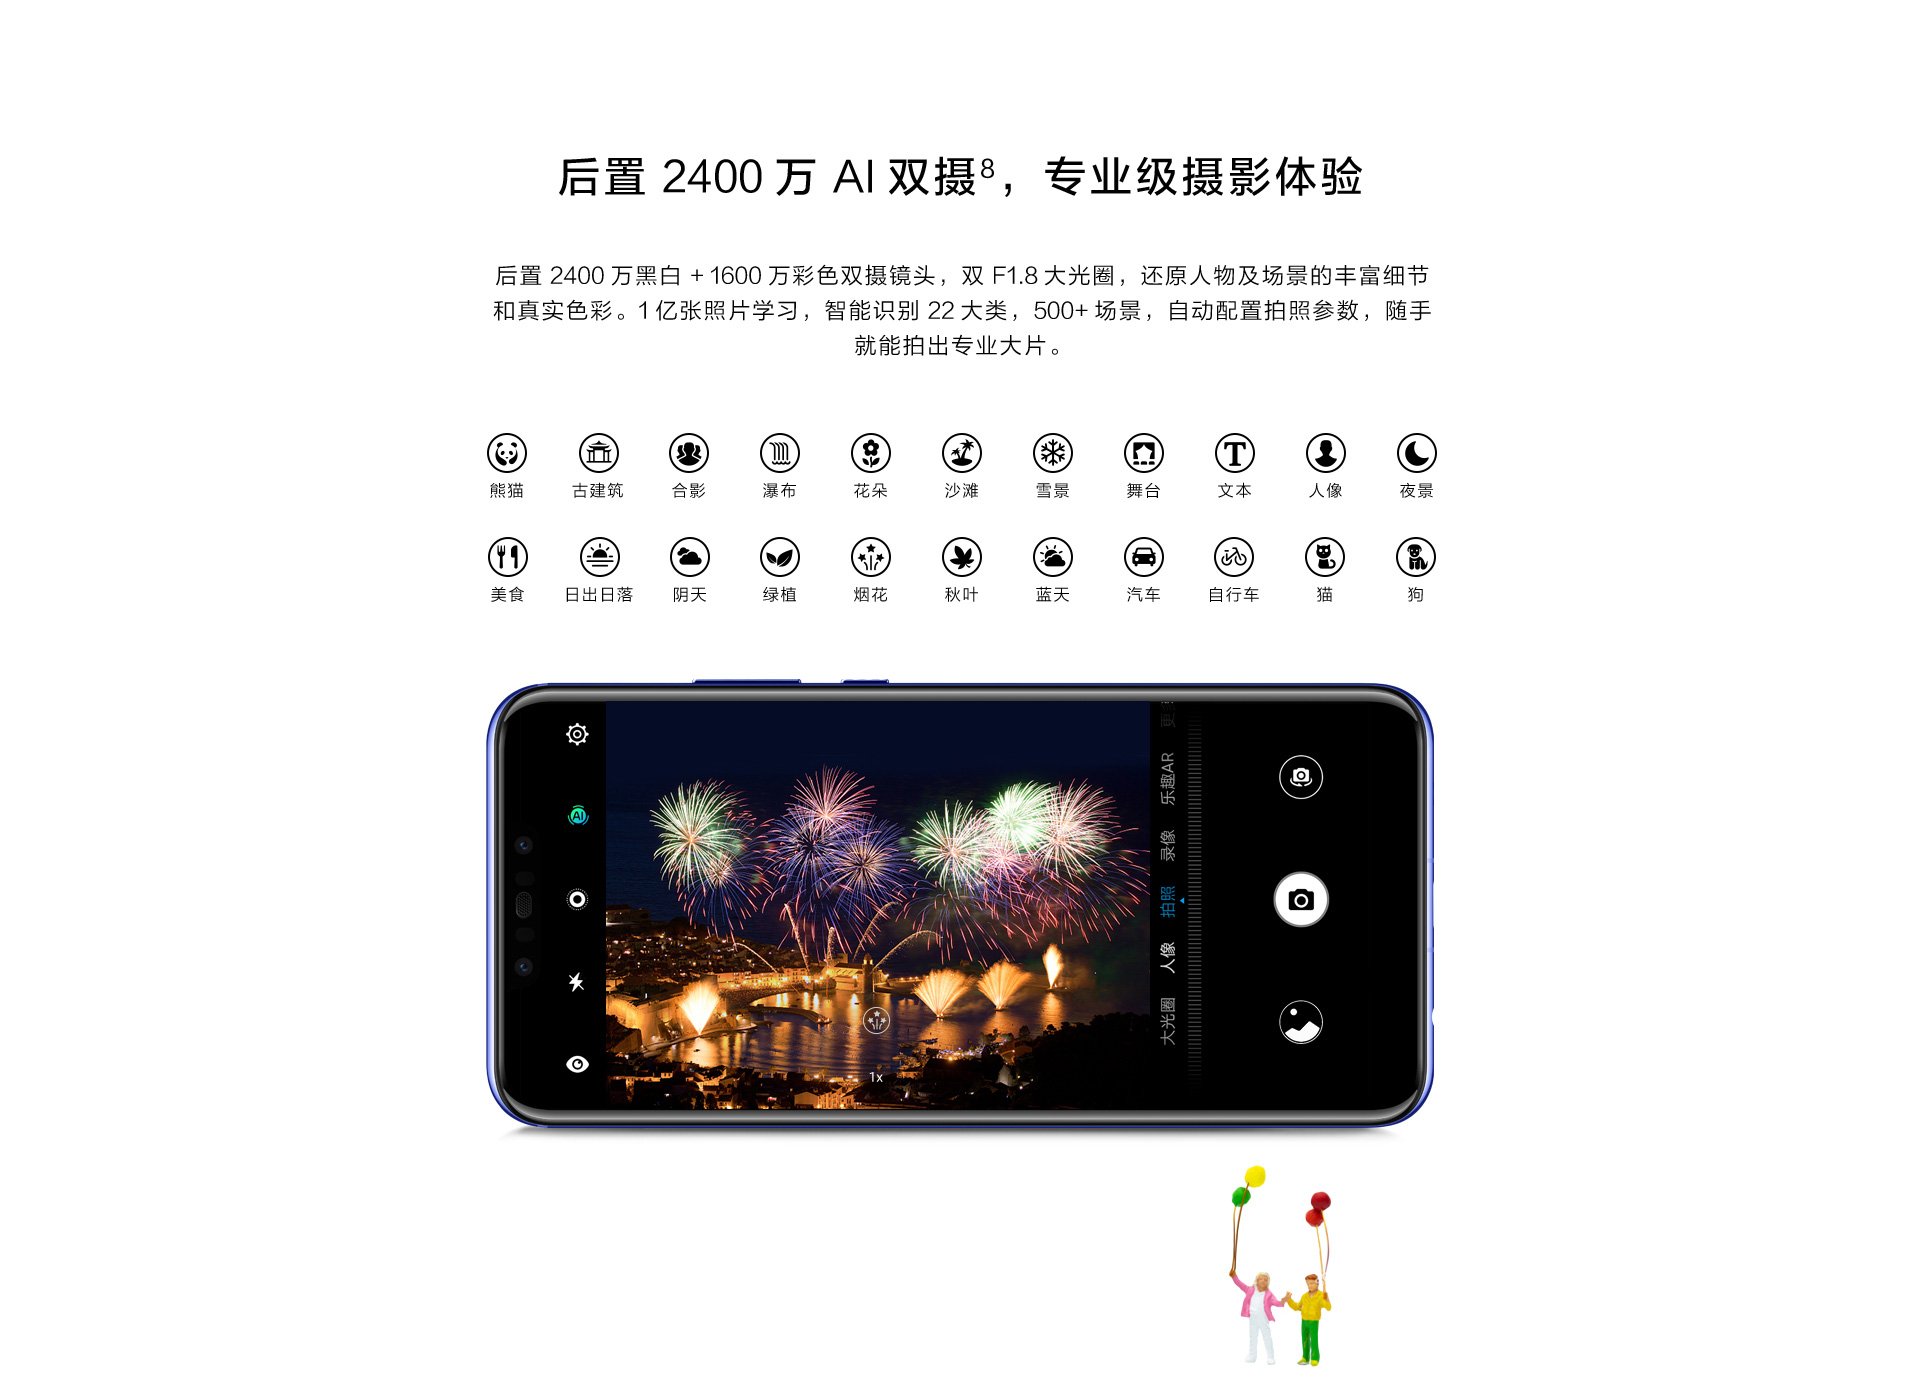 后置 2400 万 AI 双摄8，专业级摄影体验
后置 2400 万黑白 + 1600 万彩色双摄镜头，双 F1.8 大光圈，还原人物及场景的丰富细节
和真实色彩。1 亿张照片学习，智能识别 22 大类，500+ 场景，自动配置拍照参数，随手
就能拍出专业大片。
熊猫 古建筑 合影 瀑布 花朵 沙滩 雪景 舞台 文本 人像 夜景
T
美食 日出日落 阴天 绿植 烟花 秋叶 蓝天 汽车 自行车 猫 狗
AI
乐趣AR
录像
拍照
人像
大光圈
1x